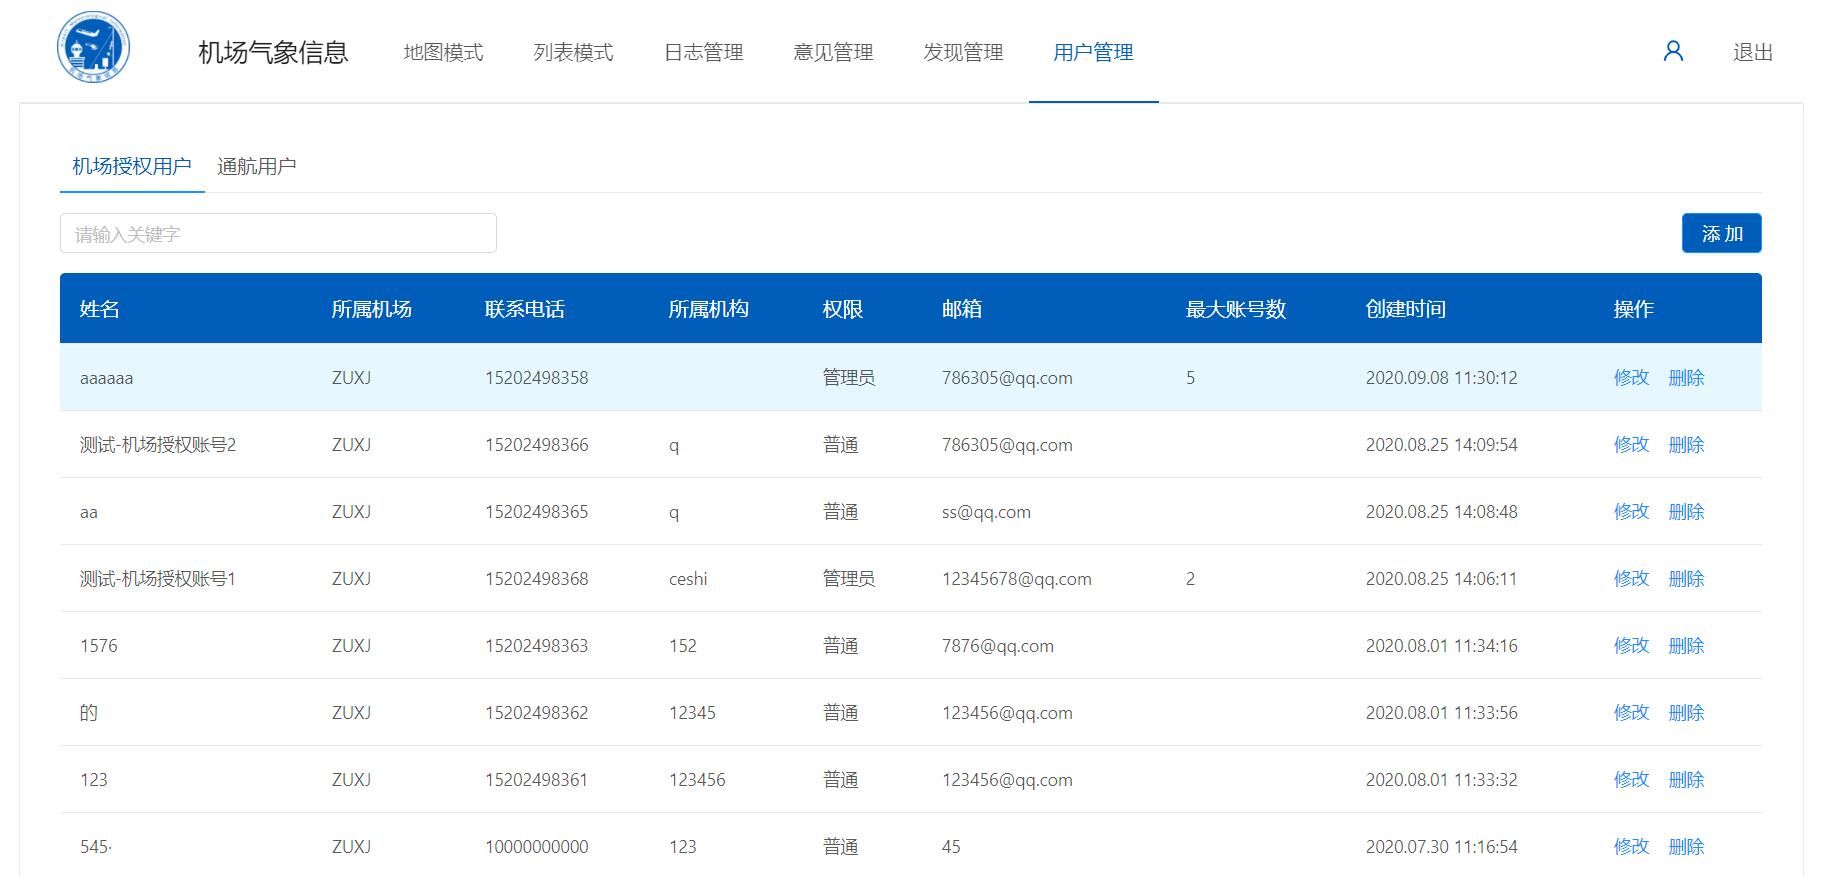 机场气象信息 地图模式 列表模式 日志管理 意见管理 发现管理 用户管理 退出
机场授权用户 通航用户
请输入关键字 添加
姓名 所属机场 联系电话 所属机构 权限 邮箱 最大账号数 创建时间 操作
aaaaaa ZUXJ 15202498358 管理员 786305@qq.com 5 2020.09.08 11:30:12 修改 删除
测试-机场授权账号2 ZUXJ 15202498366 q 普通 786305@qq.com 2020.08.25 14:09:54 修改 删除
aa ZUXJ 15202498365 q 普通 ss@qq.com 2020.08.25 14:08:48 修改 删除
测试-机场授权账号1 ZUXJ 15202498368 ceshi 管理员 12345678@qq.com 2 2020.08.25 14:06:11 修改 删除
1576 ZUXJ 15202498363 152 普通 7876@qq.com 2020.08.01 11:34:16 修改 删除
的 ZUXJ 15202498362 12345 普通 123456@qq.com 2020.08.01 11:33:56 修改 删除
123 ZUXJ 15202498361 123456 普通 123456@qq.com 2020.08.01 11:33:32 修改 删除
545· ZUXJ 10000000000 123 普通 45 2020.07.30 11:16:54 修改 删除